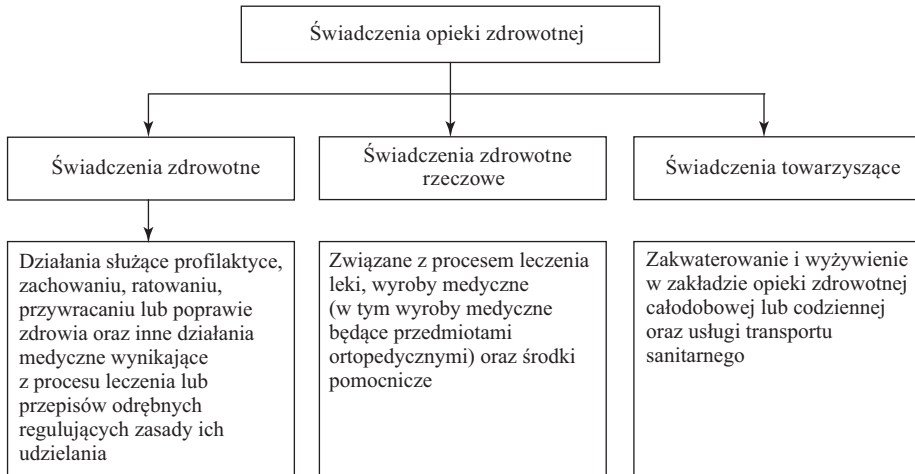 Świadczenia opieki zdrowotnej
Świadczenia zdrowotne
Świadczenia zdrowotne
rzeczowe
Świadczenia towarzyszące
Działania służące profilaktyce,
zachowaniu, ratowaniu,
przywracaniu lub poprawie
zdrowia oraz inne działania
medyczne wynikające
z procesu leczenia lub
przepisów odrębnych
regulujących zasady ich
udzielania
Związane z procesem leczenia
leki, wyroby medyczne
(w tym wyroby medyczne
będące przedmiotami
ortopedycznymi) oraz środki
pomocnicze
Zakwaterowanie i wyżywienie
w zakładzie opieki zdrowotnej
całodobowej lub codziennej
oraz usługi transportu
sanitarnego